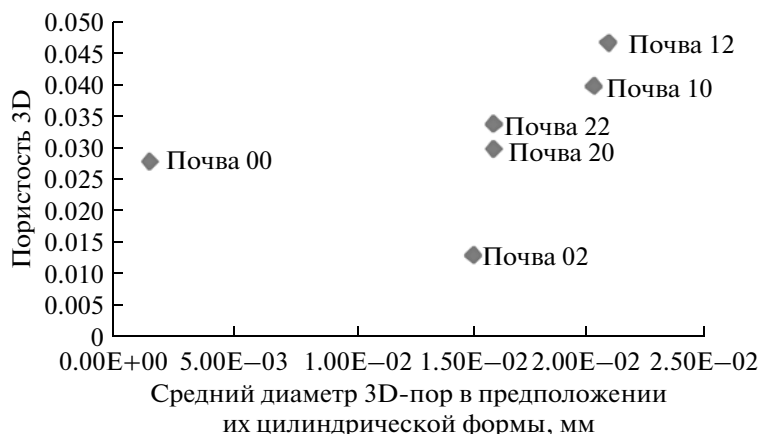 0.050
0.045
0.040
0.035
0.030
0.025
0.020
0.015
0.010
0.005
0
Пористость 3D
Почва 12
Почва 10
Почва 22
Почва 20
Почва 00
Почва 02
0.00E+00 5.00E−03 1.00E−02 1.50E−02 2.00E−02 2.50E−02
Средний диаметр 3D-пор в предположении
их цилиндрической формы, мм